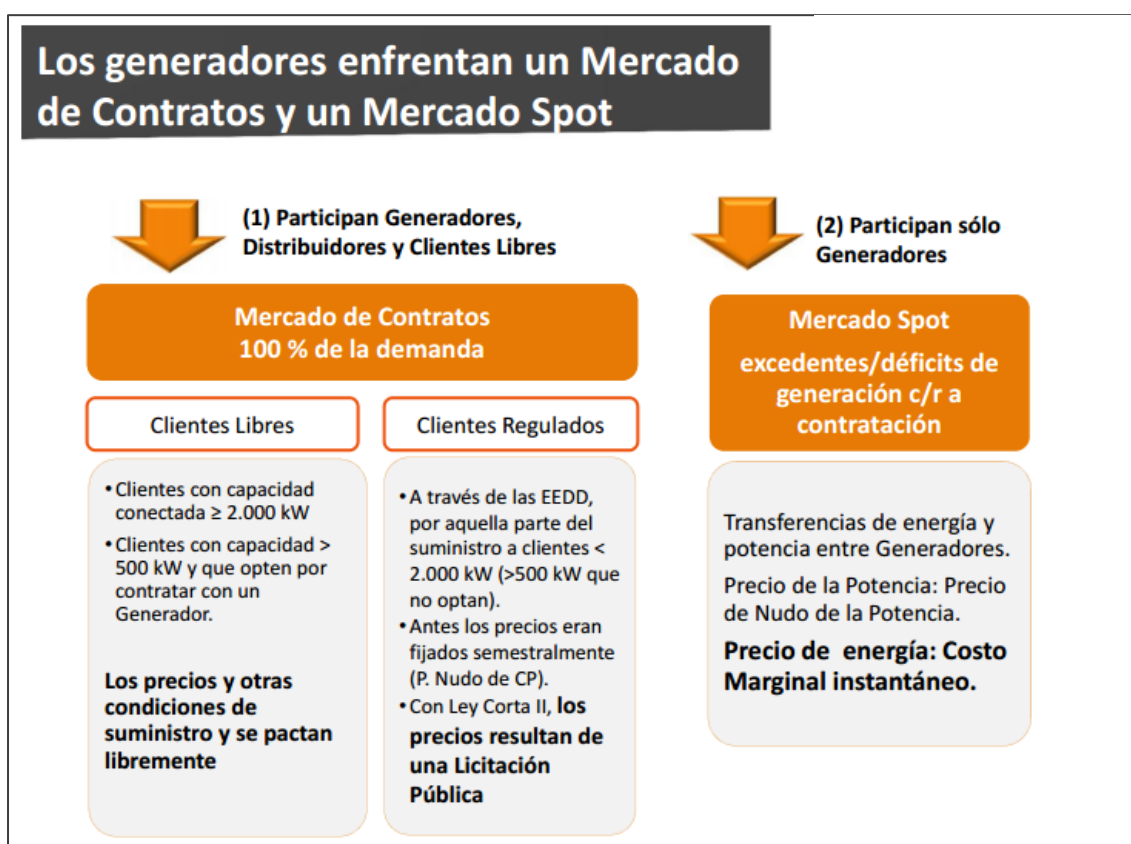 Los generadores enfrentan un Mercado
de Contratos y un Mercado Spot
(1) Participan Generadores,
Distribuidores y Clientes Libres
Mercado de Contratos
100 % de la demanda
Clientes Libres
•Clientes con capacidad
conectada ≥ 2.000 kW
•Clientes con capacidad >
500 kW y que opten por
contratar con un
Generador.
Los precios y otras
condiciones de
suministro y se pactan
libremente
Clientes Regulados
•A través de las EEDD,
por aquella parte del
suministro a clientes <
2.000 kW (>500 kW que
no optan).
•Antes los precios eran
fijados semestralmente
(P. Nudo de CP).
•Con Ley Corta II, los
precios resultan de
una Licitación
Pública
(2) Participan sólo
Generadores
Mercado Spot
excedentes/déficits de
generación c/r a
contratación
Transferencias de energía y
potencia entre Generadores.
Precio de la Potencia: Precio
de Nudo de la Potencia.
Precio de energía: Costo
Marginal instantáneo.